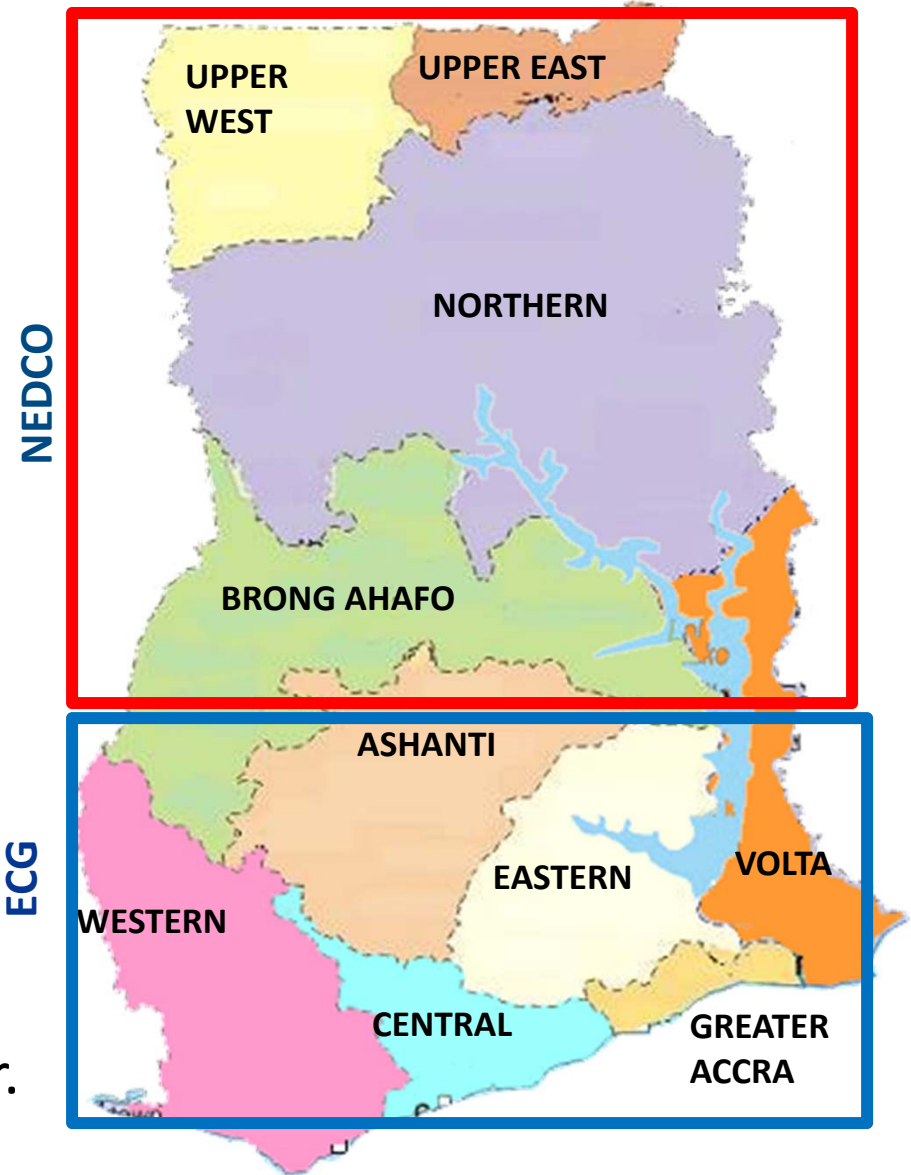 UPPER
WEST
UPPER EAST
NORTHERN
NEDCO
BRONG AHAFO
ASHANTI
ECG
EASTERN
VOLTA
WESTERN
CENTRAL
GREATER
ACCRA
r.